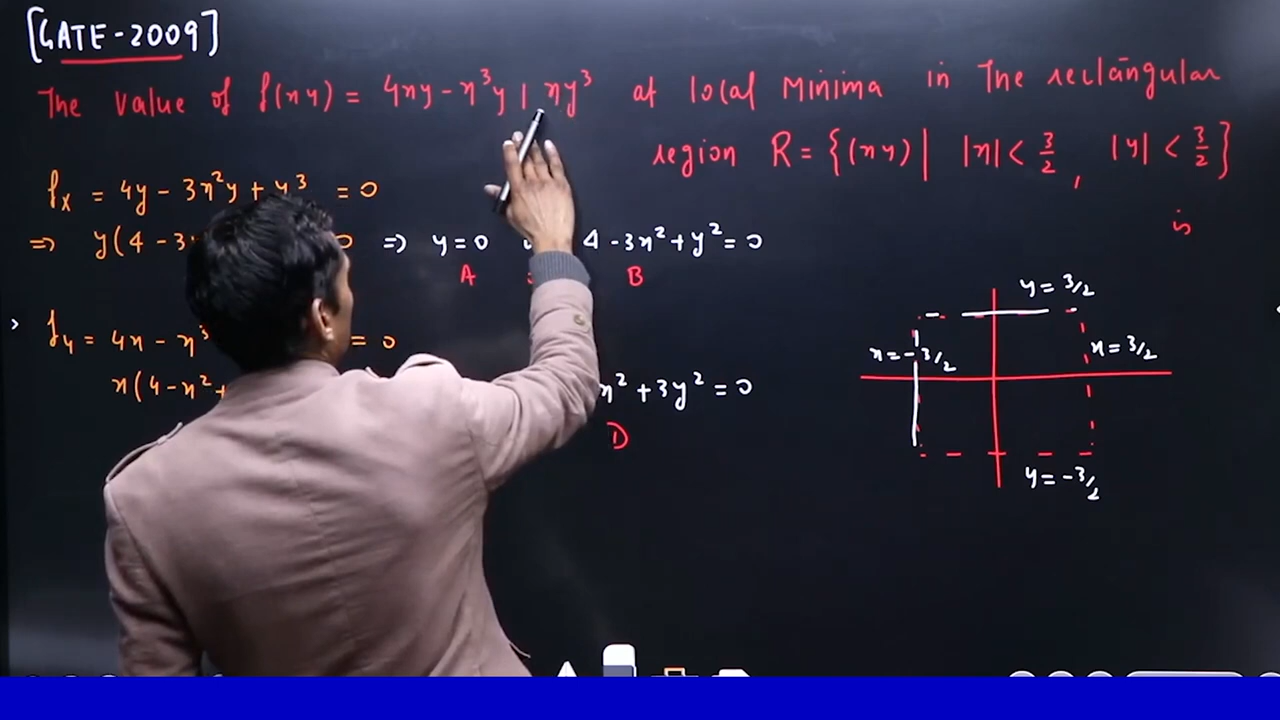 [GATE-2009]
The value of f(xy) = 4xy - x³y | xy³ at local Minima in The rectangular
region R = {(xy) | |x| < 3/2, |y| < 3/2}
is
fx = 4y - 3x²y + y³ = 0
⇒ y(4 - 3 0 ⇒ y = 0 4 - 3x² + y² = 0
A B
fy = 4x - x³ = 0
x(4 - x² + x² + 3y² = 0
D
y = 3/2
x = -3/2 x = 3/2
y = -3/2